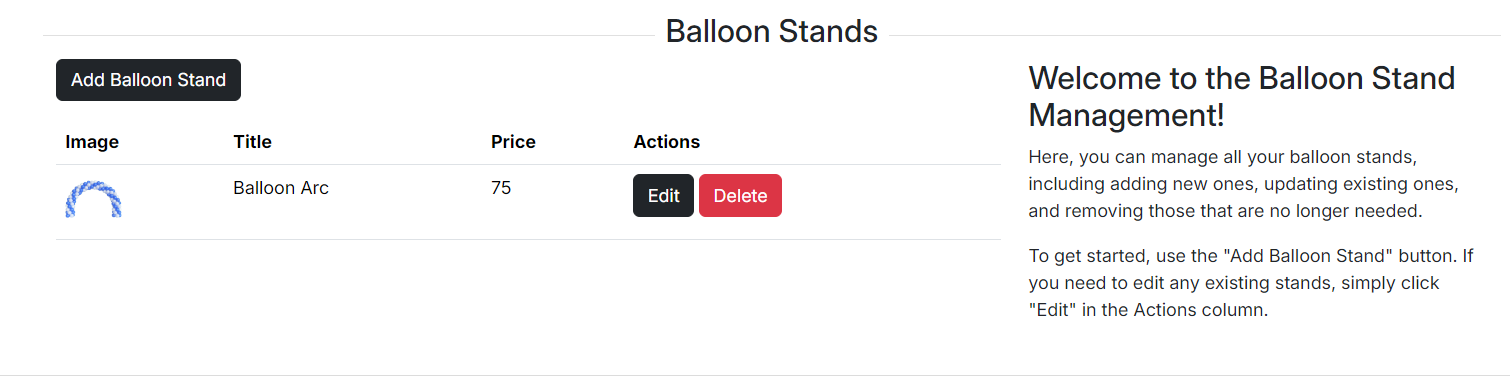 Balloon Stands
Add Balloon Stand
Image Title Price Actions
Balloon Arc 75 Edit Delete
Welcome to the Balloon Stand
Management!
Here, you can manage all your balloon stands,
including adding new ones, updating existing ones,
and removing those that are no longer needed.
To get started, use the "Add Balloon Stand" button. If
you need to edit any existing stands, simply click
"Edit" in the Actions column.